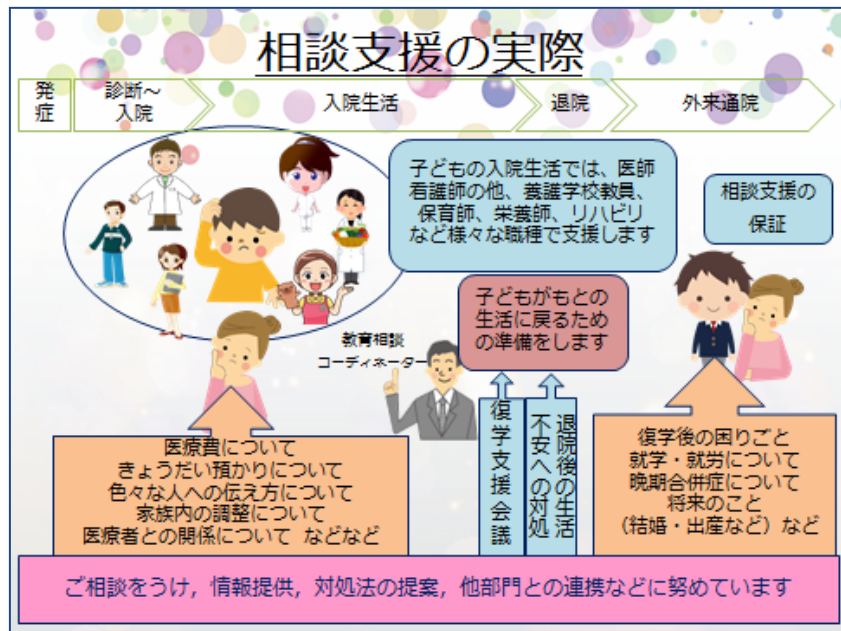 相談支援の実際
発
症
診断～
入院
入院生活
退院
外来通院
子どもの入院生活では、医師
看護師の他、養護学校教員、
保育師、栄養師、リハビリ
など様々な職種で支援します
相談支援の
保証
子どもがもとの
生活に戻るため
の準備をします
教育相談
コーディネーター
医療費について
きょうだい預かりについて
色々な人への伝え方について
家族内の調整について
医療者との関係について などなど
復学支援会議
退院後の生活
不安への対処
復学後の困りごと
就学・就労について
晩期合併症について
将来のこと
（結婚・出産など）など
ご相談をうけ，情報提供，対処法の提案，他部門との連携などに努めています